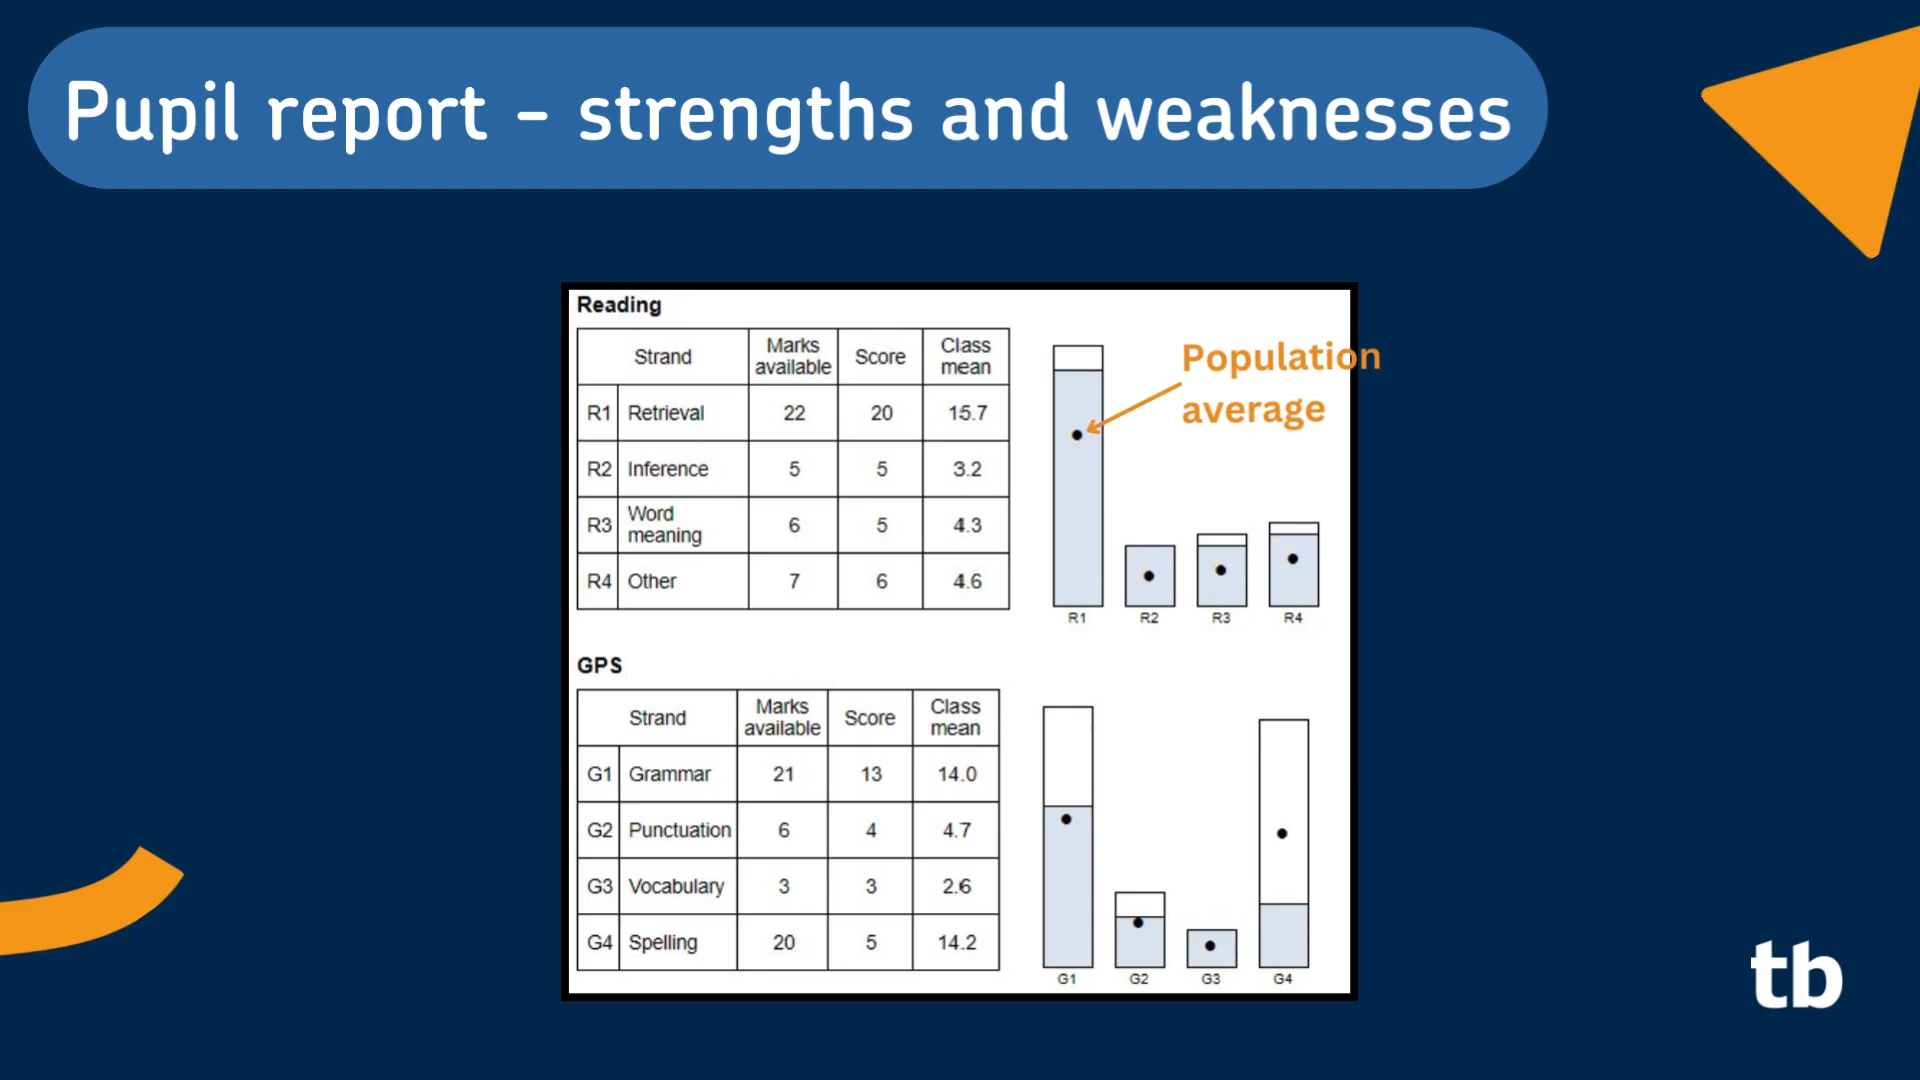 Pupil report - strengths and weaknesses
Reading
Strand Marks available Score Class mean
R1 Retrieval 22 20 15.7
R2 Inference 5 5 3.2
R3 Word meaning 6 5 4.3
R4 Other 7 6 4.6
Population
average
R1 R2 R3 R4
GPS
Strand Marks available Score Class mean
G1 Grammar 21 13 14.0
G2 Punctuation 6 4 4.7
G3 Vocabulary 3 3 2.6
G4 Spelling 20 5 14.2
G1 G2 G3 G4
tb